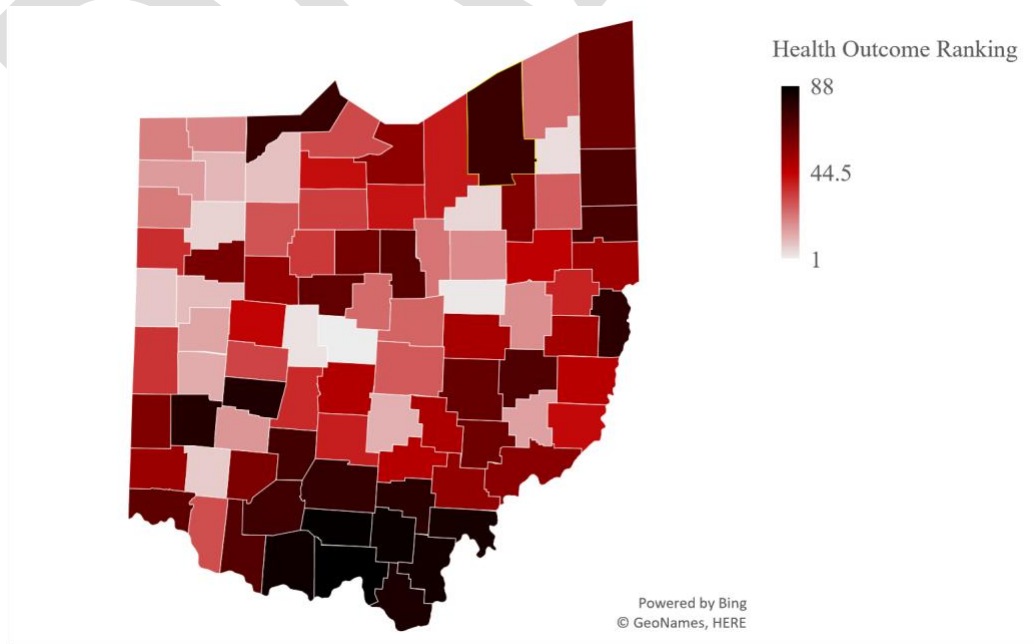 Health Outcome Ranking
88
44.5
1
Powered by Bing
© GeoNames, HERE